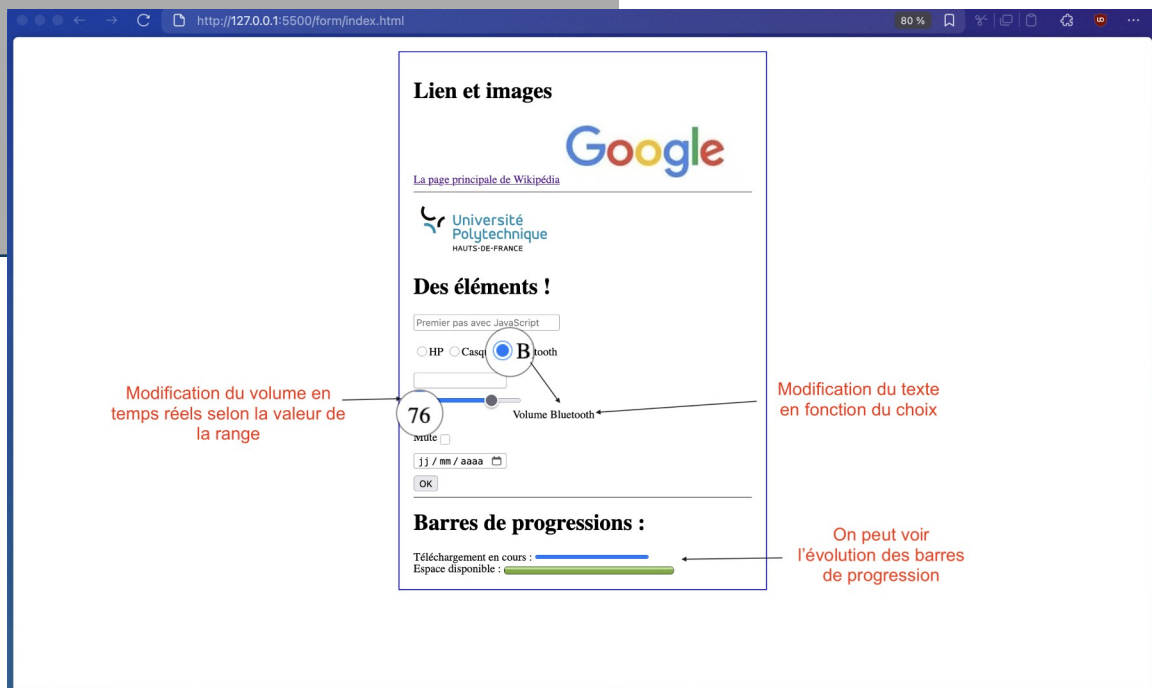 http://127.0.0.1:5500/form/index.html
80 %
Lien et images
Google
La page principale de Wikipédia
Université
Polytechnique
HAUTS-DE-FRANCE
Des éléments !
Premier pas avec JavaScript
HP Casqu B tooth
Modification du volume en
temps réels selon la valeur de
la range
76
Volume Bluetooth
Modification du texte
en fonction du choix
Mute
jj/mm/aaaa
OK
Barres de progressions :
Téléchargement en cours :
Espace disponible :
On peut voir
l'évolution des barres
de progression